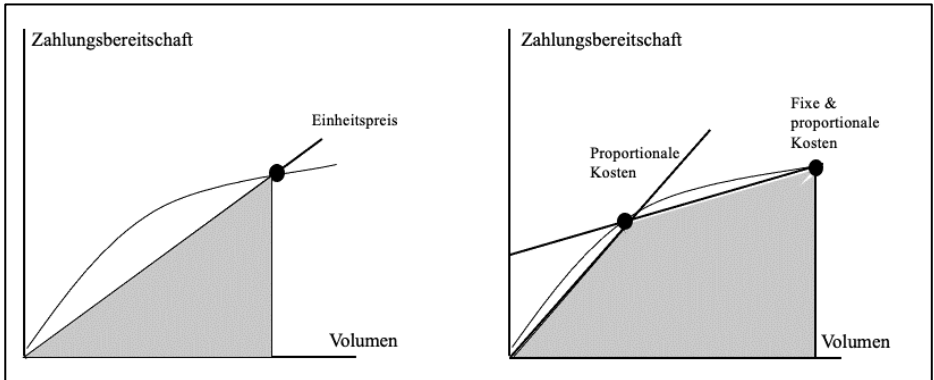 Zahlungsbereitschaft
Einheitspreis
Volumen
Zahlungsbereitschaft
Fixe &
proportionale
Kosten
Proportionale
Kosten
Volumen